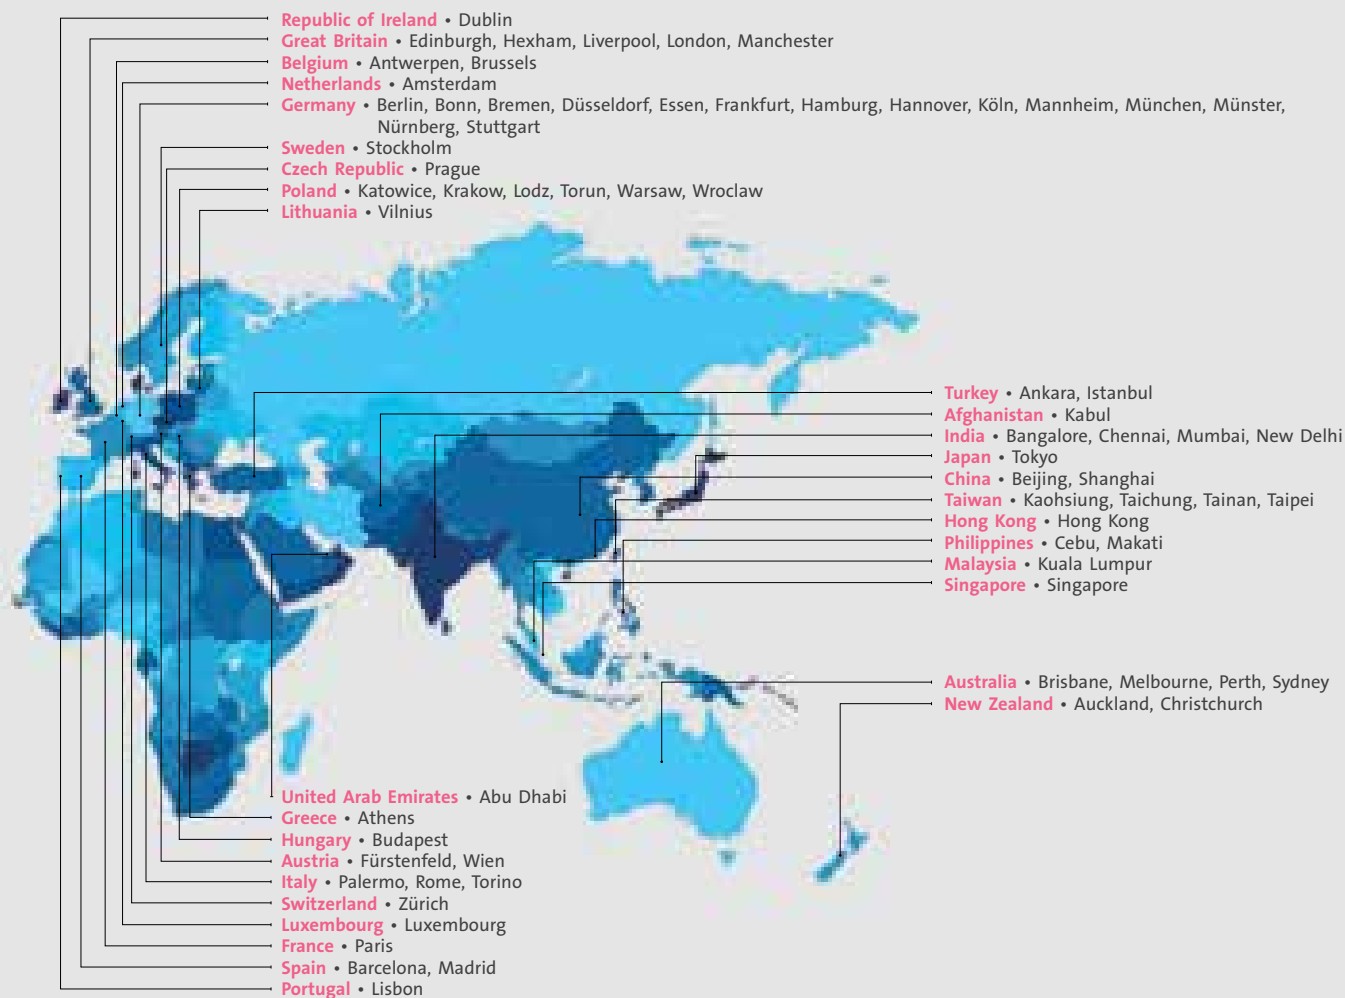 Republic of Ireland • Dublin
Great Britain • Edinburgh, Hexham, Liverpool, London, Manchester
Belgium • Antwerpen, Brussels
Netherlands • Amsterdam
Germany • Berlin, Bonn, Bremen, Düsseldorf, Essen, Frankfurt, Hamburg, Hannover, Köln, Mannheim, München, Münster,
Nürnberg, Stuttgart
Sweden • Stockholm
Czech Republic • Prague
Poland • Katowice, Krakow, Lodz, Torun, Warsaw, Wroclaw
Lithuania • Vilnius
Turkey • Ankara, Istanbul
Afghanistan • Kabul
India • Bangalore, Chennai, Mumbai, New Delhi
Japan • Tokyo
China • Beijing, Shanghai
Taiwan • Kaohsiung, Taichung, Tainan, Taipei
Hong Kong • Hong Kong
Philippines • Cebu, Makati
Malaysia • Kuala Lumpur
Singapore • Singapore
Australia • Brisbane, Melbourne, Perth, Sydney
New Zealand • Auckland, Christchurch
United Arab Emirates • Abu Dhabi
Greece • Athens
Hungary • Budapest
Austria • Fürstenfeld, Wien
Italy • Palermo, Rome, Torino
Switzerland • Zürich
Luxembourg • Luxembourg
France • Paris
Spain • Barcelona, Madrid
Portugal • Lisbon